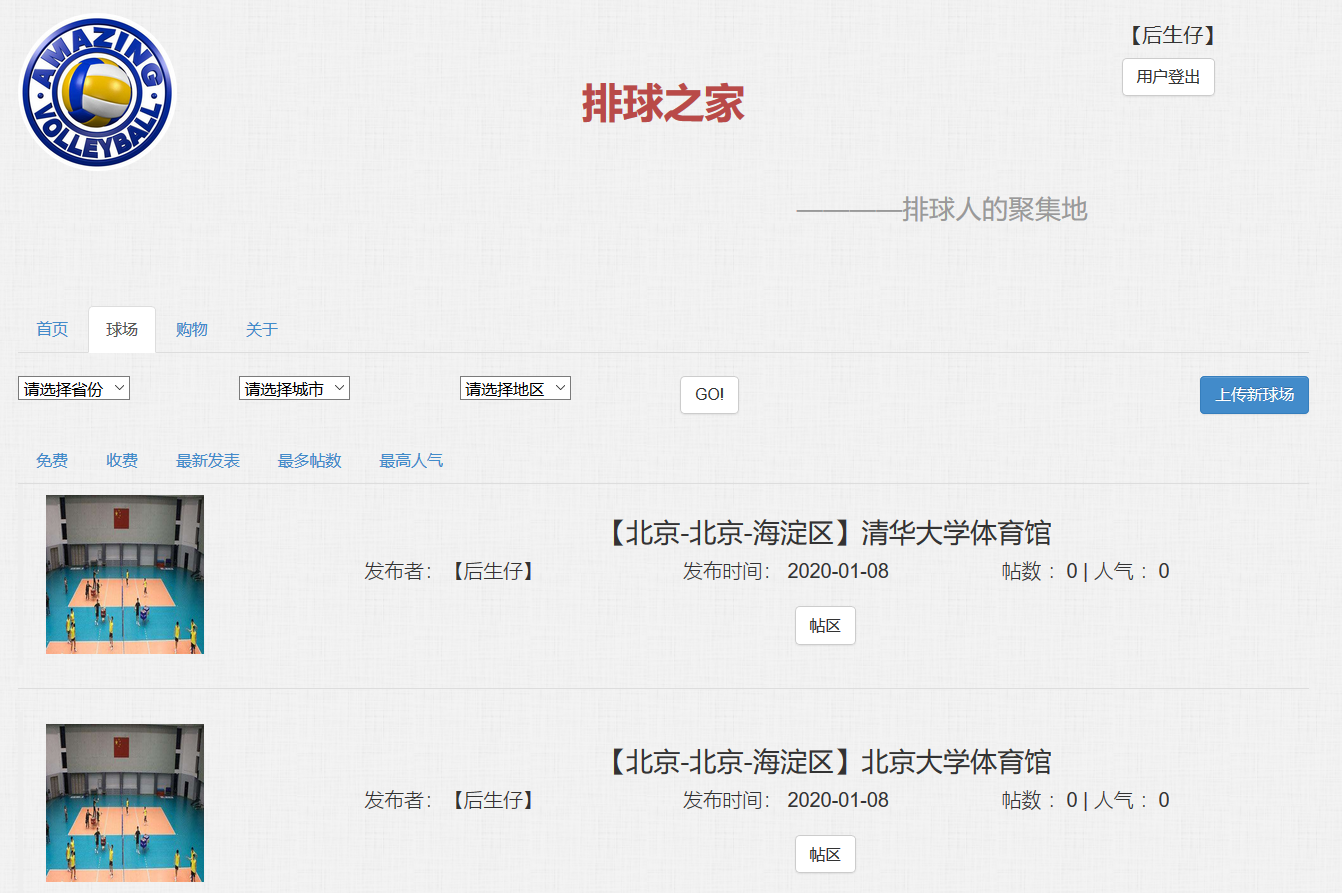 AMAZING
VOLLEYBALL
【后生仔】
用户登出
排球之家
————排球人的聚集地
首页 球场 购物 关于
请选择省份 请选择城市 请选择地区 GO! 上传新球场
免费 收费 最新发表 最多帖数 最高人气
【北京-北京-海淀区】清华大学体育馆
发布者： 【后生仔】 发布时间： 2020-01-08 帖数 ： 0 | 人气 ： 0
帖区
【北京-北京-海淀区】北京大学体育馆
发布者： 【后生仔】 发布时间： 2020-01-08 帖数 ： 0 | 人气 ： 0
帖区